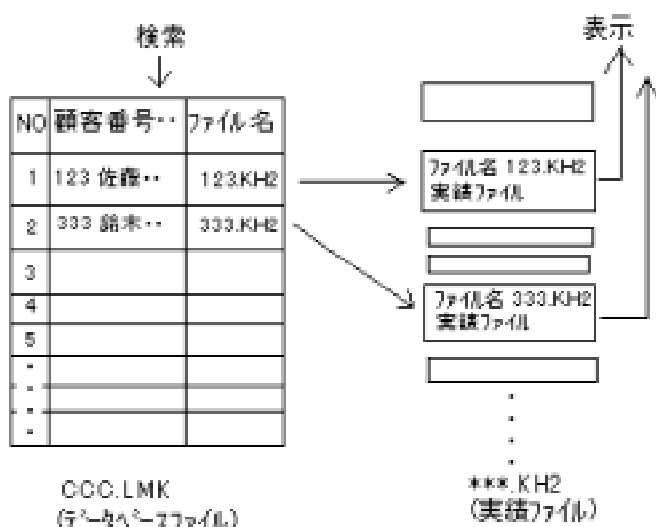 検索
表示
NO 顧客番号‥ ファイル名
1 123 佐藤‥ 123.KH2
2 333 鈴木‥ 333.KH2
3
4
5
ファイル名 123.KH2
実績ファイル
ファイル名 333.KH2
実績ファイル
CCC.LMK
(データベースファイル)
***.KH2
(実績ファイル)